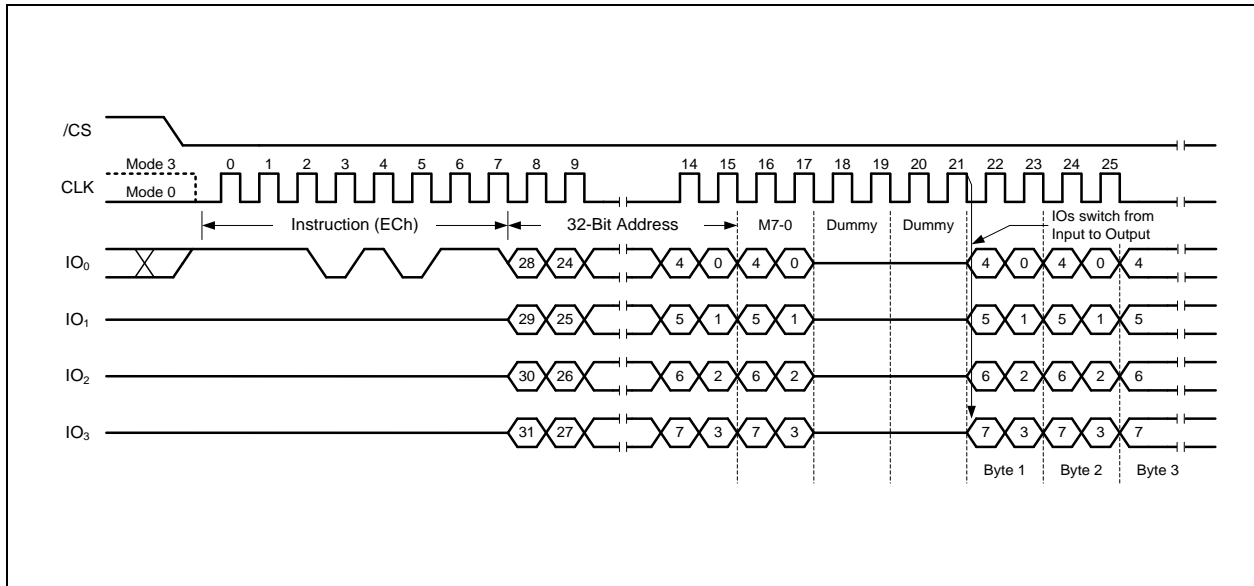 /CS
Mode 3 0 1 2 3 4 5 6 7 8 9 14 15 16 17 18 19 20 21 22 23 24 25
CLK Mode 0
Instruction (ECh) 32-Bit Address M7-0 Dummy Dummy IOs switch from
Input to Output
IO0 28 24 4 0 4 0 4 0 4 0 4
IO1 29 25 5 1 5 1 5 1 5 1 5
IO2 30 26 6 2 6 2 6 2 6 2 6
IO3 31 27 7 3 7 3 7 3 7 3 7
Byte 1 Byte 2 Byte 3